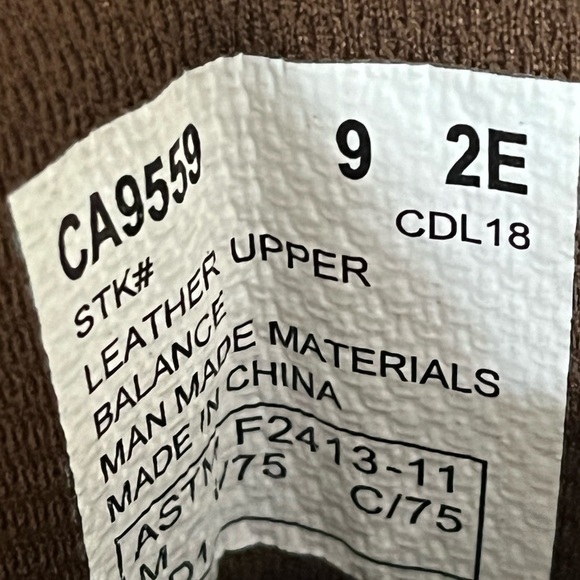 CA9559 9 2E
STK# CDL18
LEATHER UPPER
BALANCE
MAN MADE MATERIALS
MADE IN CHINA
ASTM F2413-11
M /75 C/75